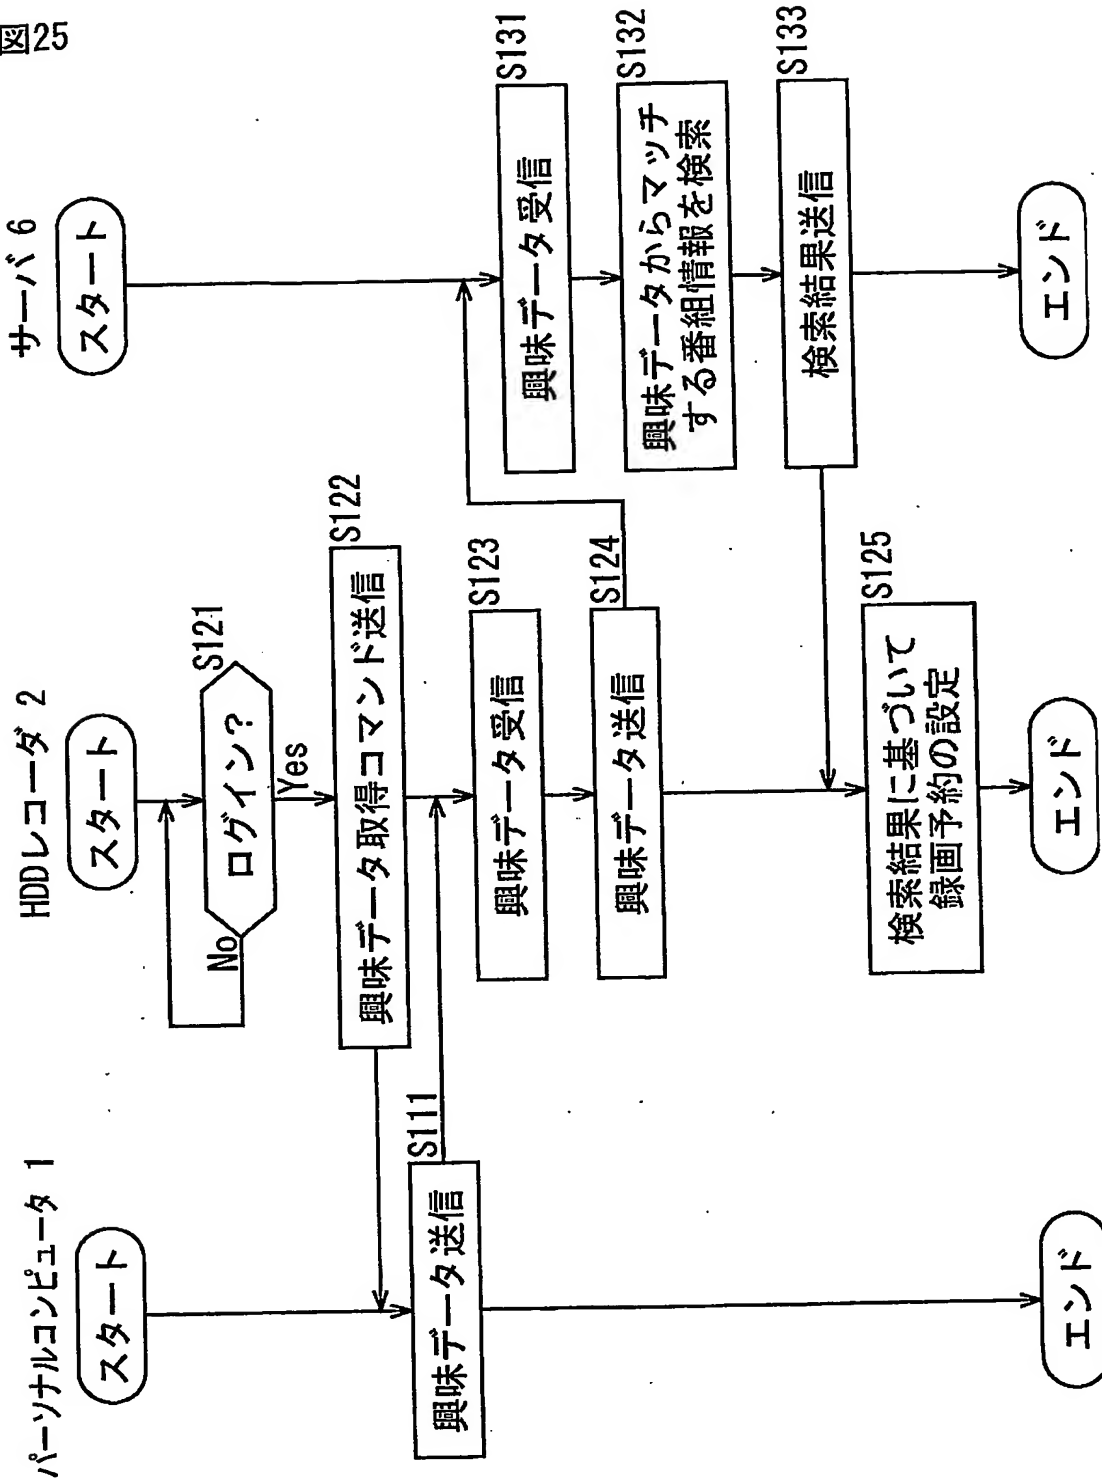 図25
パーソナルコンピュータ 1
スタート
S111
興味データ送信
エンド
HDDレコーダ 2
スタート
S121
ログイン?
No
Yes
S122
興味データ取得コマンド送信
S123
興味データ受信
S124
興味データ送信
S125
検索結果に基づいて
録画予約の設定
エンド
サーバ 6
スタート
S131
興味データ受信
S132
興味データからマッチ
する番組情報を検索
S133
検索結果送信
エンド